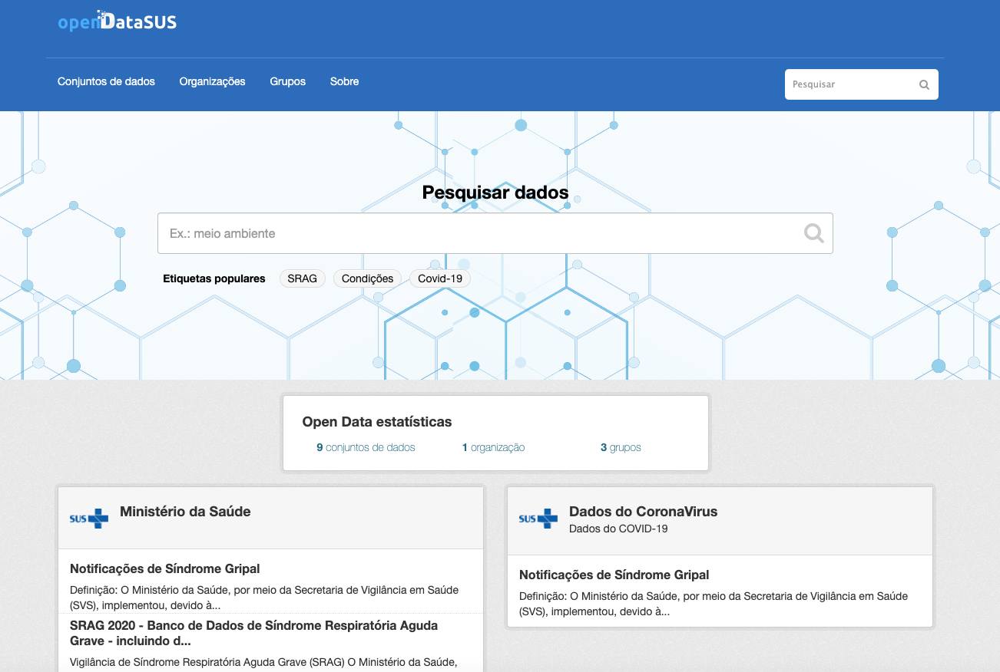 openDataSUS
Conjuntos de dados Organizações Grupos Sobre Pesquisar
Pesquisar dados
Ex.: meio ambiente
Etiquetas populares SRAG Condições Covid-19
Open Data estatísticas
9 conjuntos de dados 1 organização 3 grupos
SUS Ministério da Saúde
Notificações de Síndrome Gripal
Definição: O Ministério da Saúde, por meio da Secretaria de Vigilância em Saúde
(SVS), implementou, devido à...
SRAG 2020 - Banco de Dados de Síndrome Respiratória Aguda
Grave - incluindo d...
Vigilância de Síndrome Respiratória Aguda Grave (SRAG) O Ministério da Saúde,
SUS Dados do CoronaVirus
Dados do COVID-19
Notificações de Síndrome Gripal
Definição: O Ministério da Saúde, por meio da Secretaria de Vigilância em Saúde
(SVS), implementou, devido à...